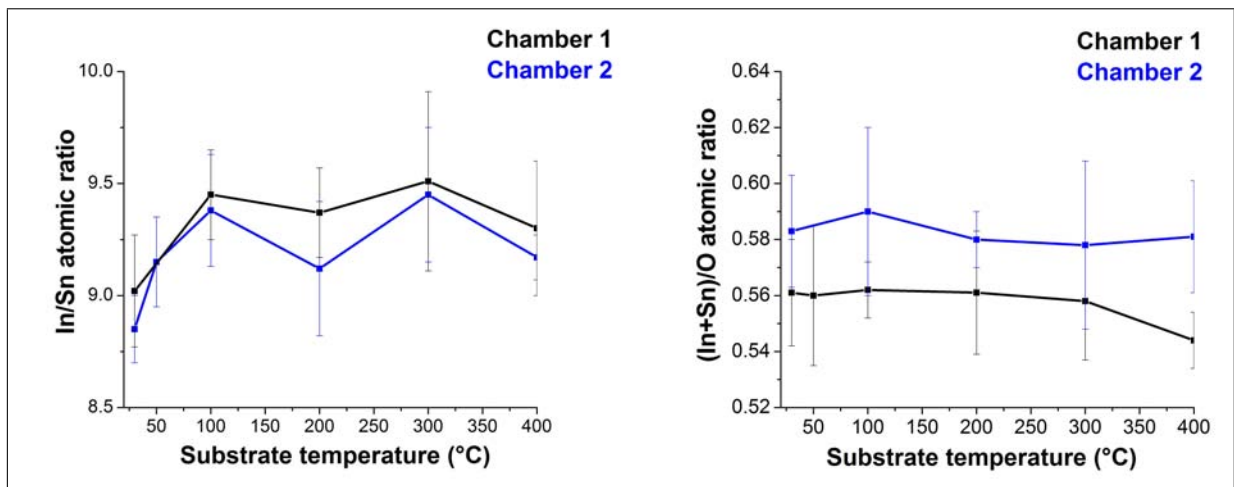 Chamber 1
Chamber 2
10.0
9.5
9.0
8.5
In/Sn atomic ratio
50 100 150 200 250 300 350 400
Substrate temperature (°C)
Chamber 1
Chamber 2
0.64
0.62
0.60
0.58
0.56
0.54
0.52
(In+Sn)/O atomic ratio
50 100 150 200 250 300 350 400
Substrate temperature (°C)